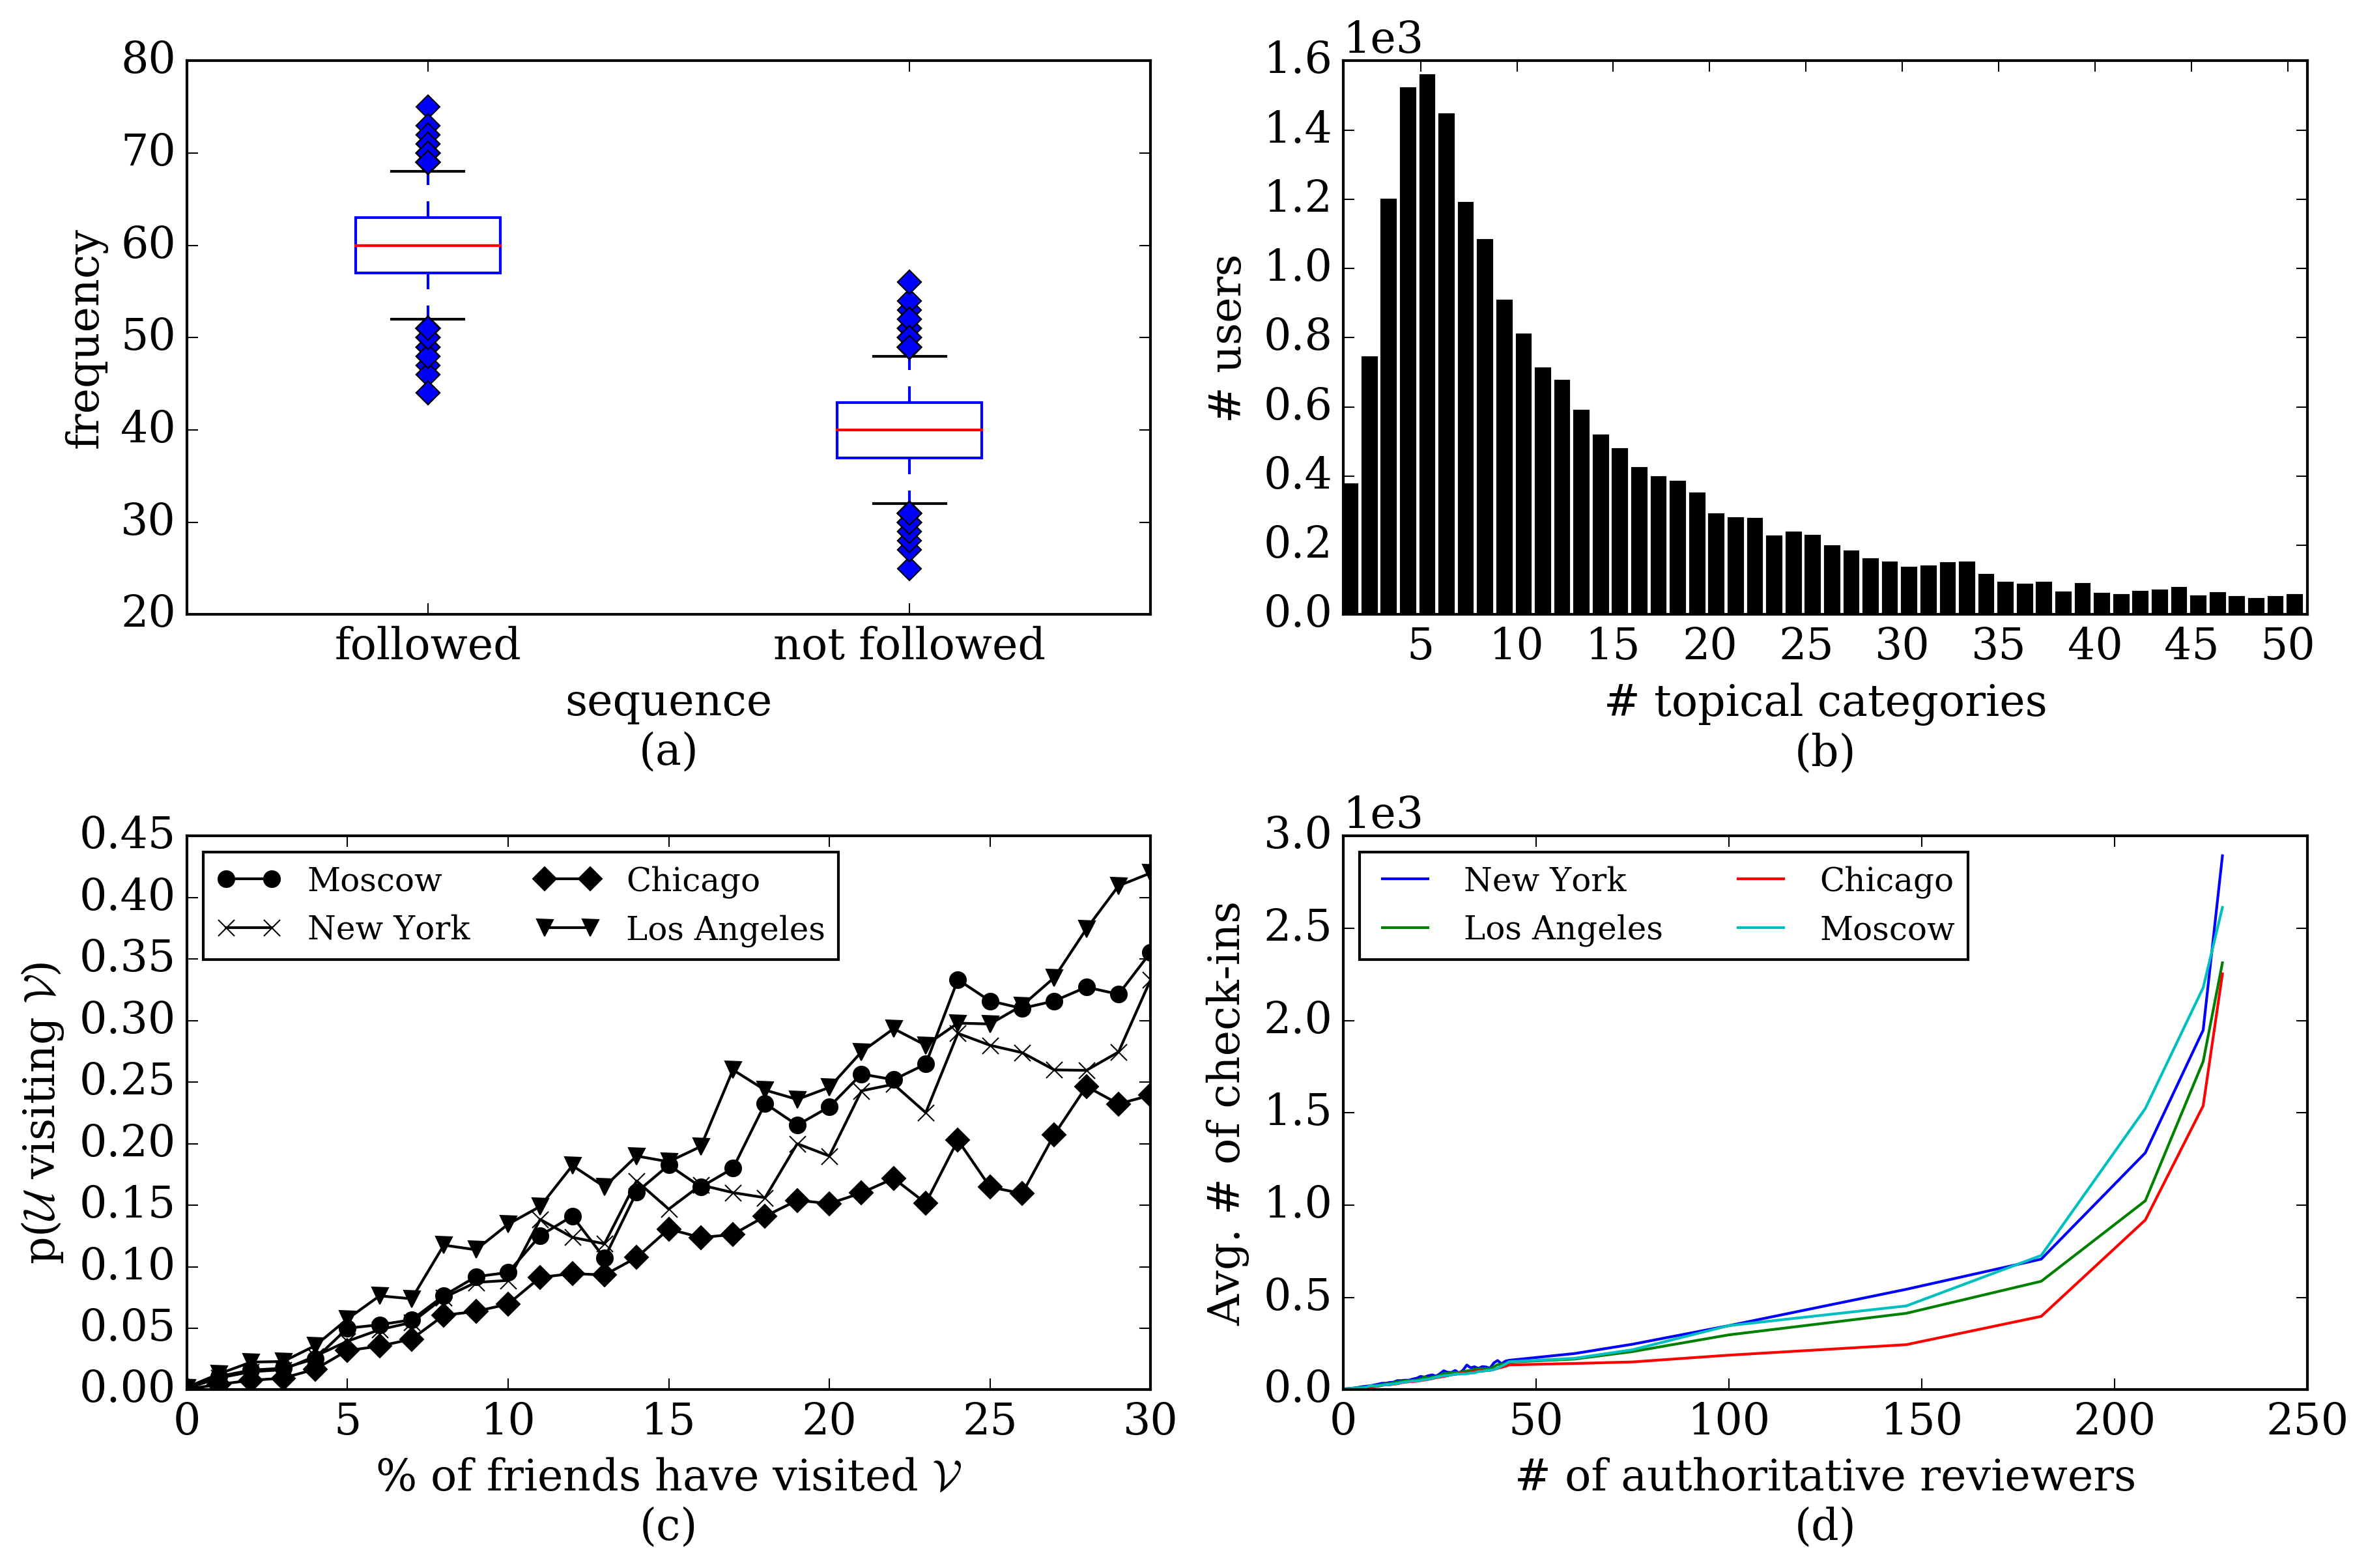 80
70
60
50
40
30
20
frequency
followed not followed
sequence
(a)
1e3
1.6
1.4
1.2
1.0
0.8
0.6
0.4
0.2
0.0
# users
5 10 15 20 25 30 35 40 45 50
# topical categories
(b)
0.45
0.40
0.35
0.30
0.25
0.20
0.15
0.10
0.05
0.00
p(𝒰 visiting 𝒱)
Moscow Chicago
New York Los Angeles
0 5 10 15 20 25 30
% of friends have visited 𝒱
(c)
1e3
3.0
2.5
2.0
1.5
1.0
0.5
0.0
Avg. # of check-ins
New York Chicago
Los Angeles Moscow
0 50 100 150 200 250
# of authoritative reviewers
(d)